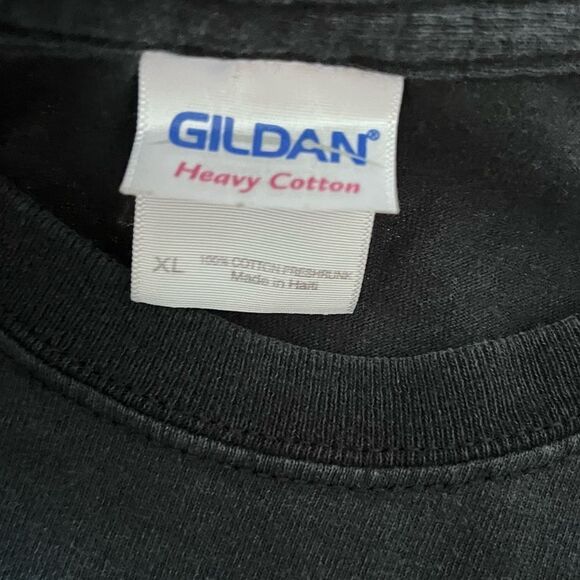 GILDAN®
Heavy Cotton
XL
100% COTTON PRESHRUNK
Made in Haiti